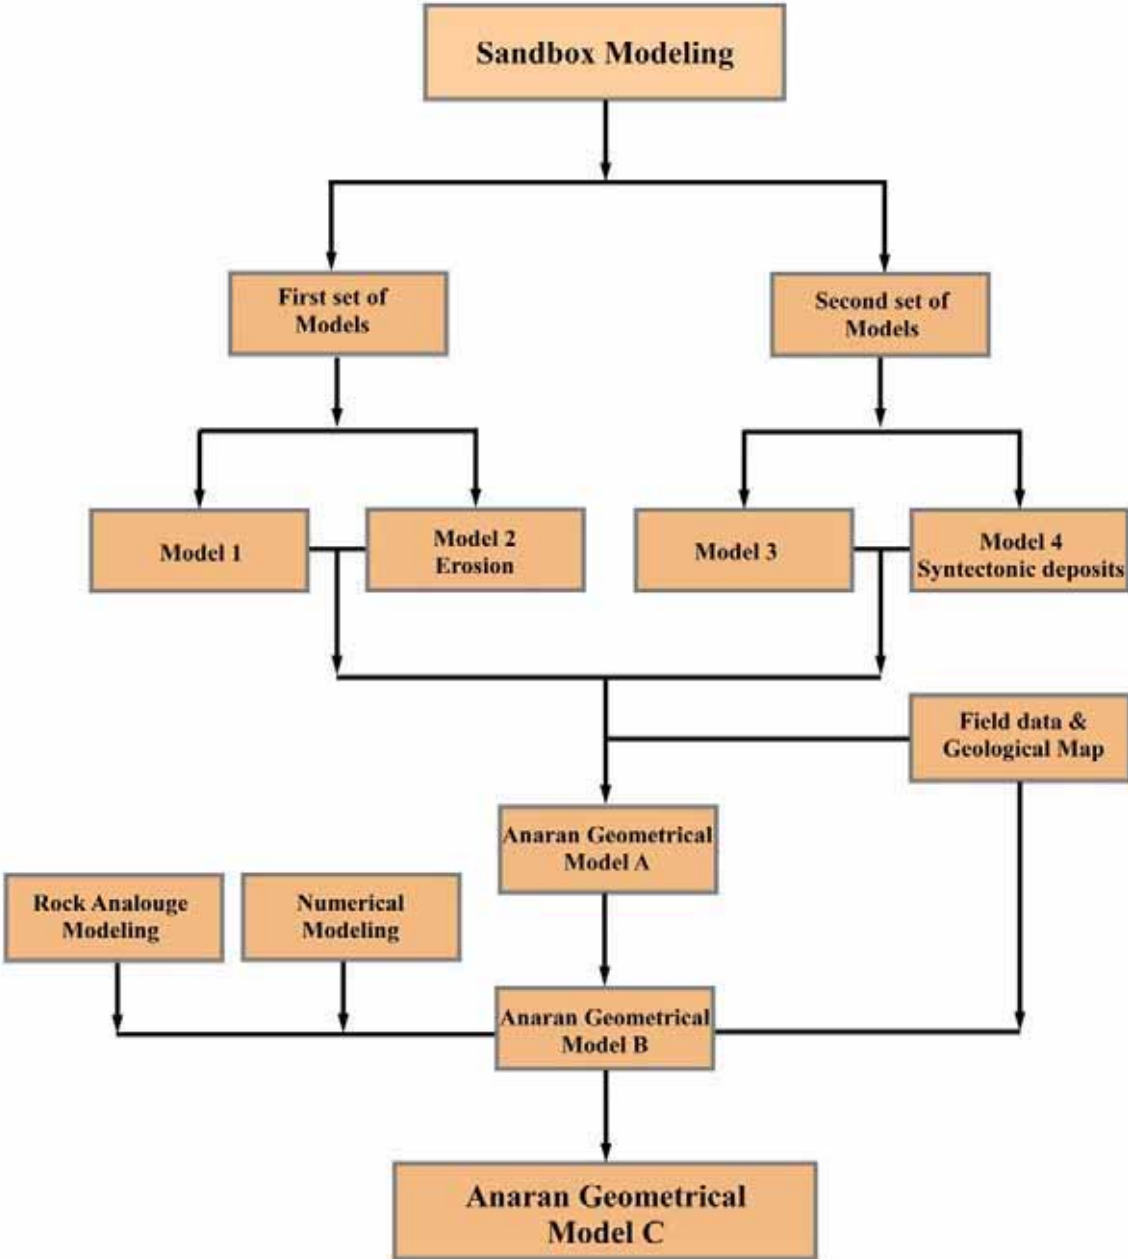 Sandbox Modeling
First set of
Models
Second set of
Models
Model 1
Model 2
Erosion
Model 3
Model 4
Syntectonic deposits
Field data &
Geological Map
Anaran Geometrical
Model A
Rock Analouge
Modeling
Numerical
Modeling
Anaran Geometrical
Model B
Anaran Geometrical
Model C